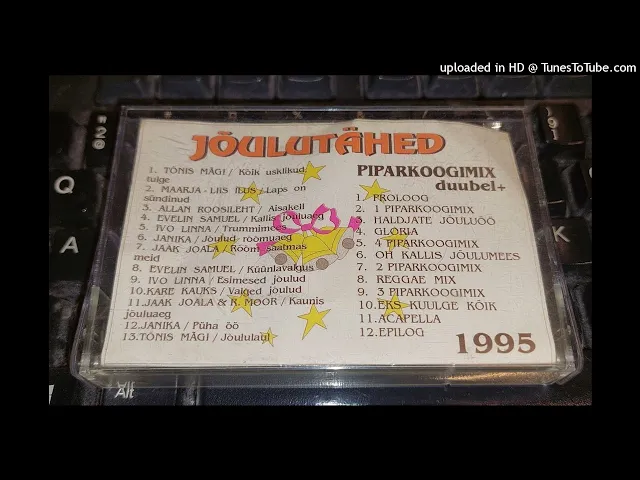 uploaded in HD @ TunesToTube.com
JÕULUTÄHED
1. TÕNIS MÄGI / Kõik usklikud
tulge
2. MAARJA - LIIS ILUS / Laps on
sündinud
3. ALLAN ROOSILEHT / Aisakell
4. EVELIN SAMUEL / Kallis jõuluaeg
5. IVO LINNA / Trummimees
6. JANIKA / Jõulud-rõõmuaeg
7. JAAK JOALA / Rõõm saatmas
meid
8. EVELIN SAMUEL / Küünlavalgus
9. IVO LINNA / Esimesed jõulud
10.KARE KAUKS / Valged jõulud
11.JAAK JOALA & R. MOOR / Kaunis
jõuluaeg
12.JANIKA / Püha öö
13.TÕNIS MÄGI / Jõululaul
PIPARKOOGIMIX
duubel+
1. PROLOOG
2. 1 PIPARKOOGIMIX
3. HALDJATE JÕULUÖÖ
4. GLORIA
5. 4 PIPARKOOGIMIX
6. OH KALLIS JÕULUMEES
7. 2 PIPARKOOGIMIX
8. REGGAE MIX
9. 3 PIPARKOOGIMIX
10.EKS KUULGE KÕIK
11.ACAPELLA
12.EPILOG
1995
Q
A
P
K
Alt